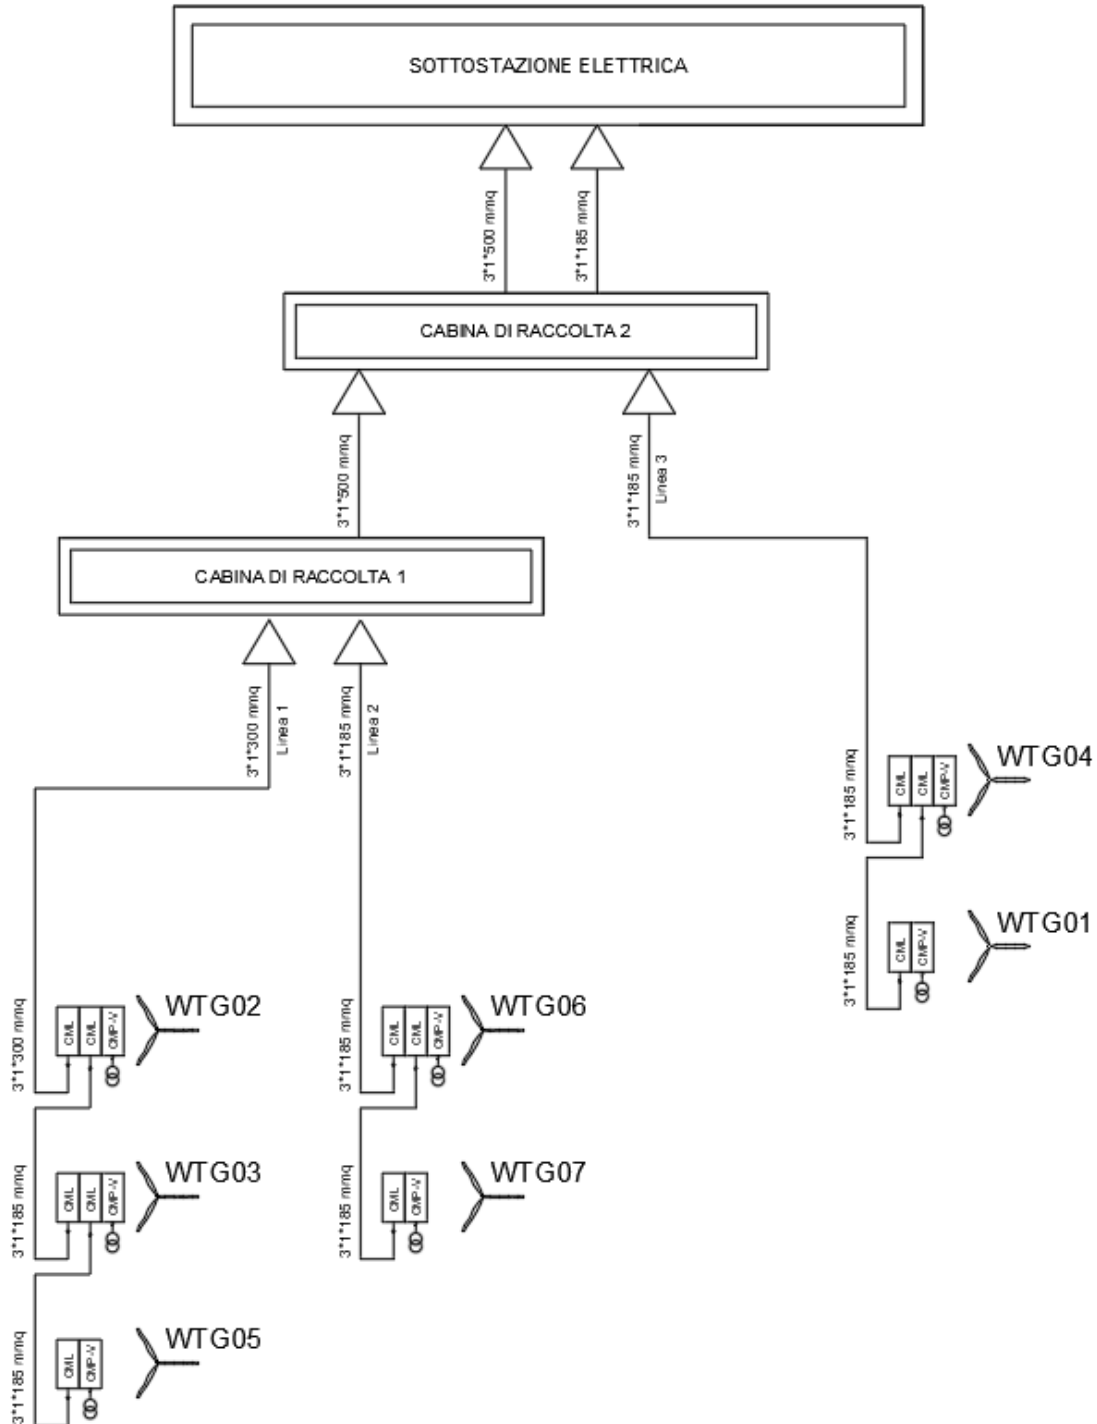 SOTTOSTAZIONE ELETTRICA
3*1*500 mmq
3*1*185 mmq
CABINA DI RACCOLTA 2
3*1*500 mmq
3*1*185 mmq
Linea 3
CABINA DI RACCOLTA 1
3*1*300 mmq
Linea 1
3*1*185 mmq
Linea 2
3*1*185 mmq
CML
CML
CMP-V
WTG04
3*1*185 mmq
CML
CMP-V
WTG01
3*1*300 mmq
CML
CML
CMP-V
WTG02
3*1*185 mmq
CML
CML
CMP-V
WTG06
3*1*185 mmq
CML
CML
CMP-V
WTG03
3*1*185 mmq
CML
CMP-V
WTG07
3*1*185 mmq
CML
CMP-V
WTG05